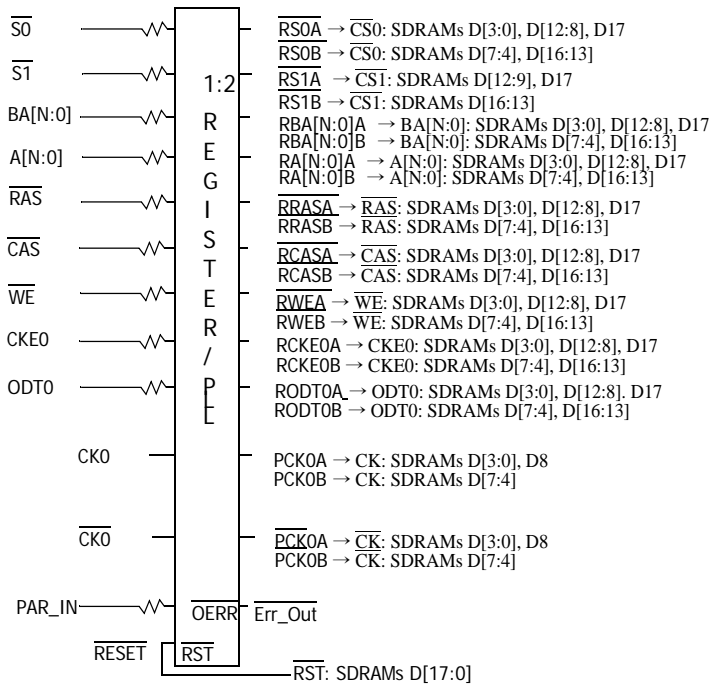 S0
RS0A → CS0: SDRAMs D[3:0], D[12:8], D17
RS0B → CS0: SDRAMs D[7:4], D[16:13]
S1
RS1A → CS1: SDRAMs D[12:9], D17
RS1B → CS1: SDRAMs D[16:13]
1:2
BA[N:0]
RBA[N:0]A → BA[N:0]: SDRAMs D[3:0], D[12:8], D17
RBA[N:0]B → BA[N:0]: SDRAMs D[7:4], D[16:13]
A[N:0]
RA[N:0]A → A[N:0]: SDRAMs D[3:0], D[12:8], D17
RA[N:0]B → A[N:0]: SDRAMs D[7:4], D[16:13]
RAS
RRASA → RAS: SDRAMs D[3:0], D[12:8], D17
RRASB → RAS: SDRAMs D[7:4], D[16:13]
CAS
RCASA → CAS: SDRAMs D[3:0], D[12:8], D17
RCASB → CAS: SDRAMs D[7:4], D[16:13]
WE
RWEA → WE: SDRAMs D[3:0], D[12:8], D17
RWEB → WE: SDRAMs D[7:4], D[16:13]
CKE0
RCKE0A → CKE0: SDRAMs D[3:0], D[12:8], D17
RCKE0B → CKE0: SDRAMs D[7:4], D[16:13]
ODT0
RODT0A → ODT0: SDRAMs D[3:0], D[12:8]. D17
RODT0B → ODT0: SDRAMs D[7:4], D[16:13]
R
E
G
I
S
T
E
R
/
P
L
L
CK0
PCK0A → CK: SDRAMs D[3:0], D8
PCK0B → CK: SDRAMs D[7:4]
CK0
PCK0A → CK: SDRAMs D[3:0], D8
PCK0B → CK: SDRAMs D[7:4]
PAR_IN
OERR
Err_Out
RESET
RST
RST: SDRAMs D[17:0]